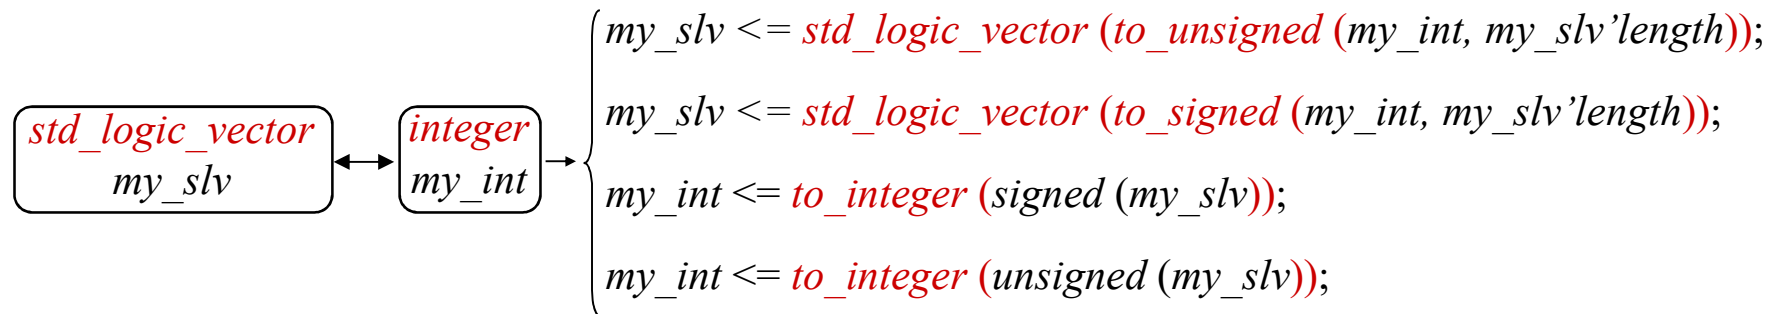 std_logic_vector
my_slv
integer
my_int
my_slv <= std_logic_vector (to_unsigned (my_int, my_slv’length));
my_slv <= std_logic_vector (to_signed (my_int, my_slv’length));
my_int <= to_integer (signed (my_slv));
my_int <= to_integer (unsigned (my_slv));